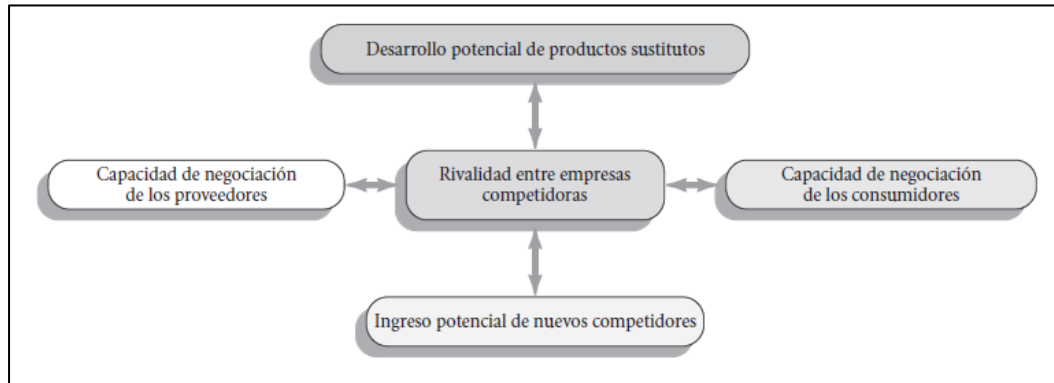 Desarrollo potencial de productos sustitutos
Capacidad de negociación
de los proveedores
Rivalidad entre empresas
competidoras
Capacidad de negociación
de los consumidores
Ingreso potencial de nuevos competidores